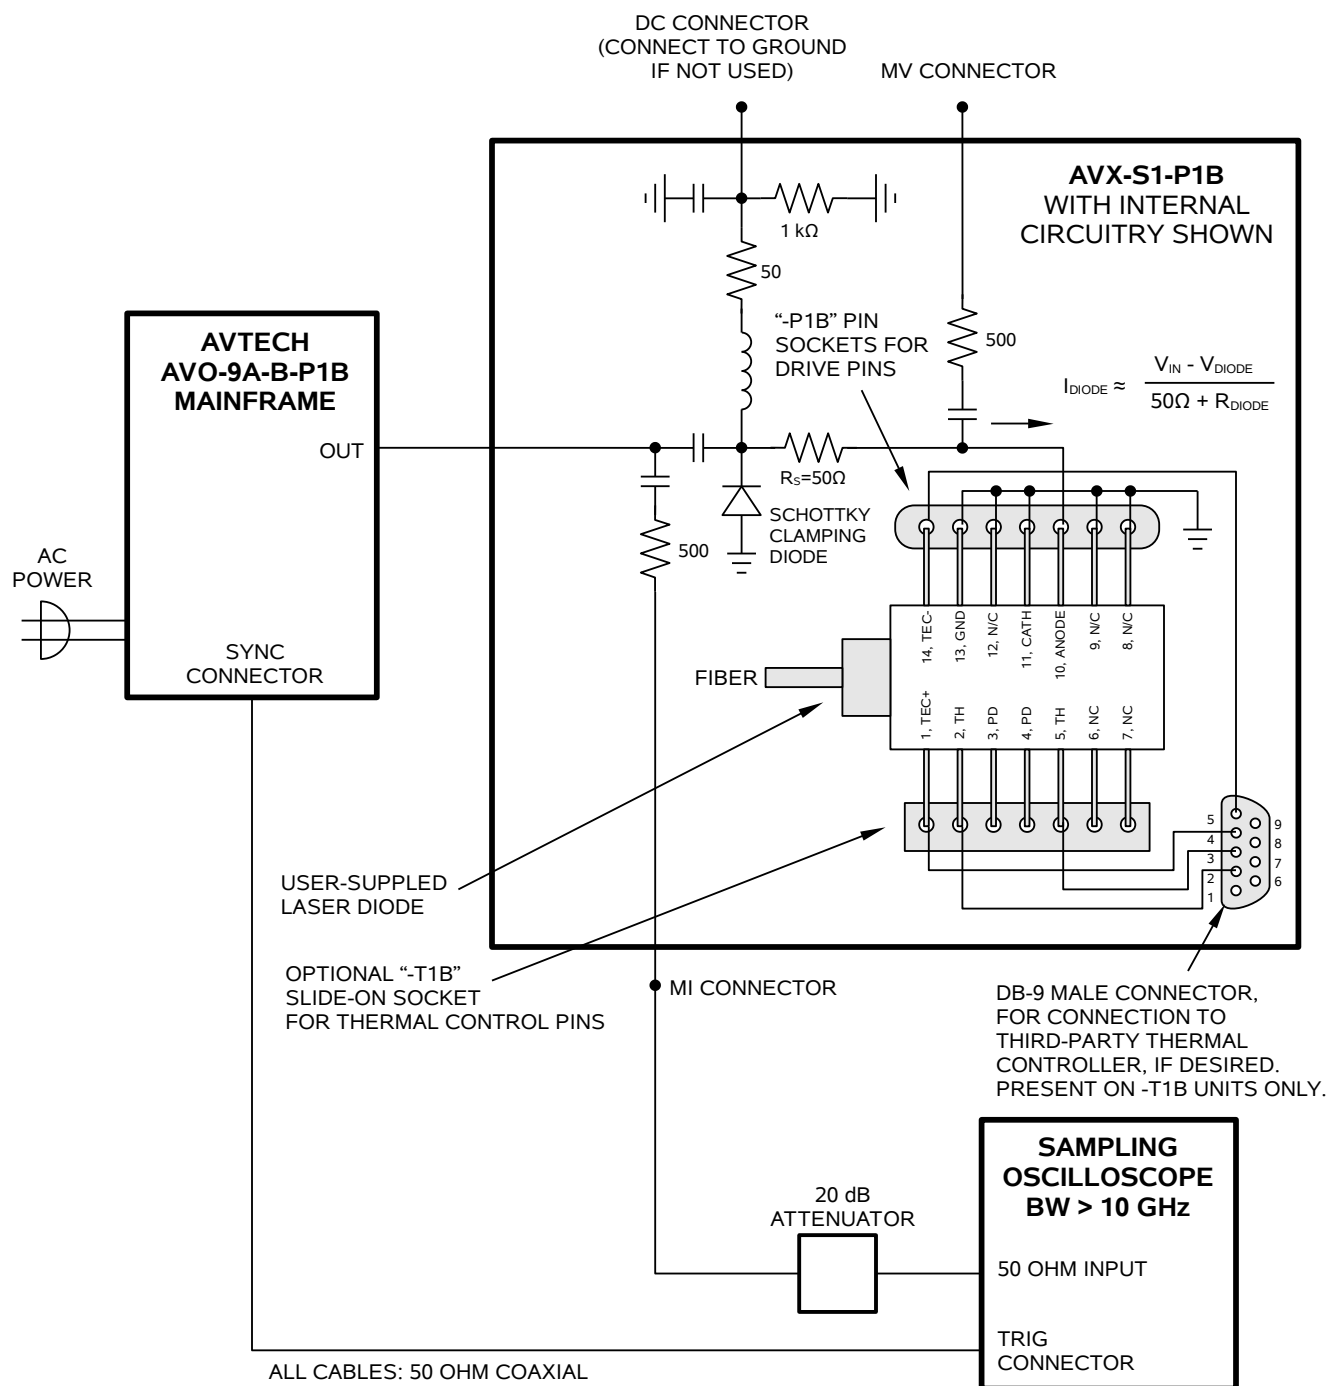 DC CONNECTOR
(CONNECT TO GROUND
IF NOT USED)
MV CONNECTOR
AVX-S1-P1B
WITH INTERNAL
CIRCUITRY SHOWN
1 kΩ
50
“-P1B” PIN
SOCKETS FOR
DRIVE PINS
500
I_DIODE ≈ V_IN - V_DIODE
50Ω + R_DIODE
AVTECH
AVO-9A-B-P1B
MAINFRAME
OUT
R_S=50Ω
SCHOTTKY
CLAMPING
DIODE
500
AC
POWER
SYNC
CONNECTOR
14, TEC-
13, GND
12, N/C
11, CATH
10, ANODE
9, N/C
8, N/C
FIBER
1, TEC+
2, TH
3, PD
4, PD
5, TH
6, NC
7, NC
5
4
3
2
1
9
8
7
6
USER-SUPPLED
LASER DIODE
OPTIONAL “-T1B”
SLIDE-ON SOCKET
FOR THERMAL CONTROL PINS
MI CONNECTOR
DB-9 MALE CONNECTOR,
FOR CONNECTION TO
THIRD-PARTY THERMAL
CONTROLLER, IF DESIRED.
PRESENT ON -T1B UNITS ONLY.
20 dB
ATTENUATOR
SAMPLING
OSCILLOSCOPE
BW > 10 GHz
50 OHM INPUT
TRIG
CONNECTOR
ALL CABLES: 50 OHM COAXIAL